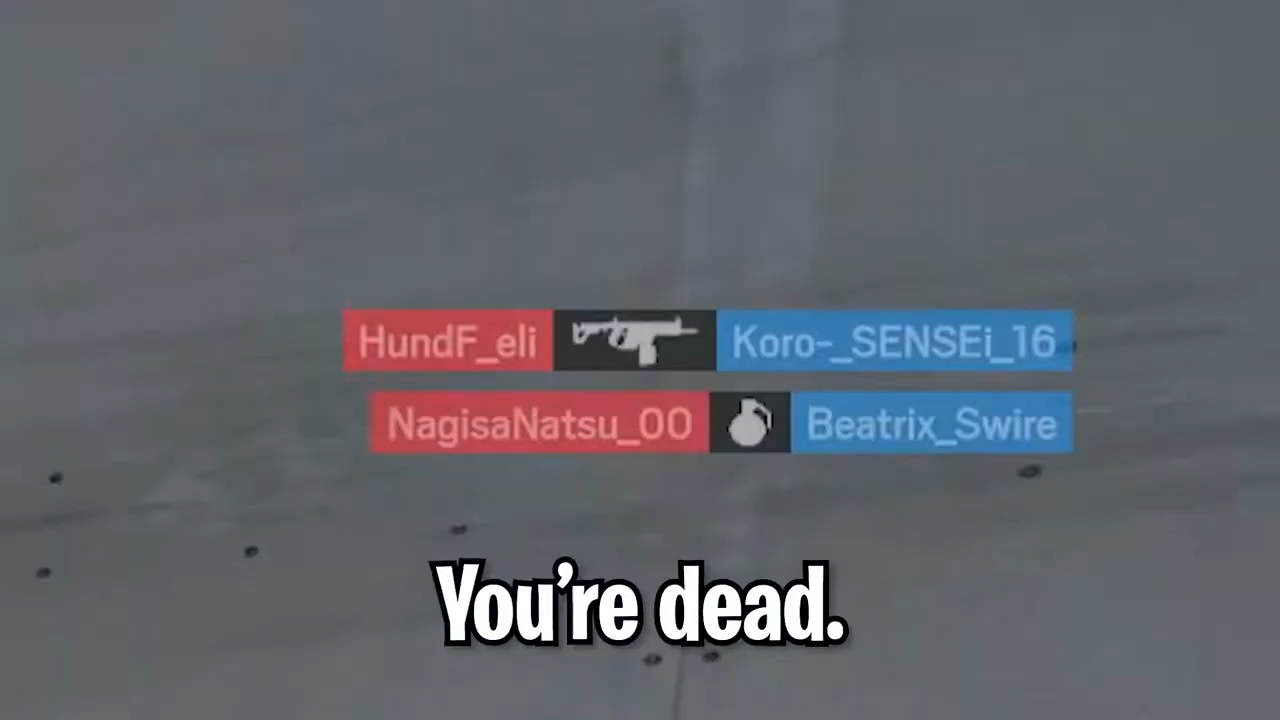 HundF_eli Koro-_SENSEi_16
NagisaNatsu_00 Beatrix_Swire
You're dead.